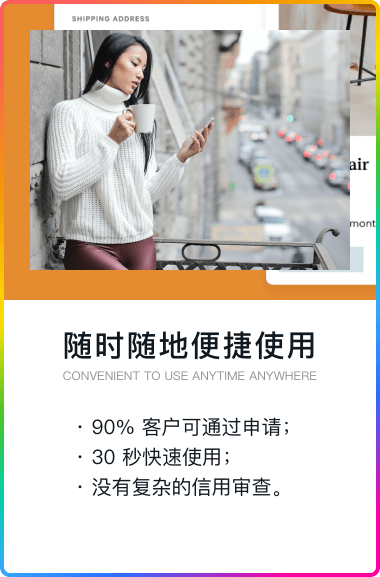 SHIPPING ADDRESS
air
month
随时随地便捷使用
CONVENIENT TO USE ANYTIME ANYWHERE
· 90% 客户可通过申请；
· 30 秒快速使用；
· 没有复杂的信用审查。